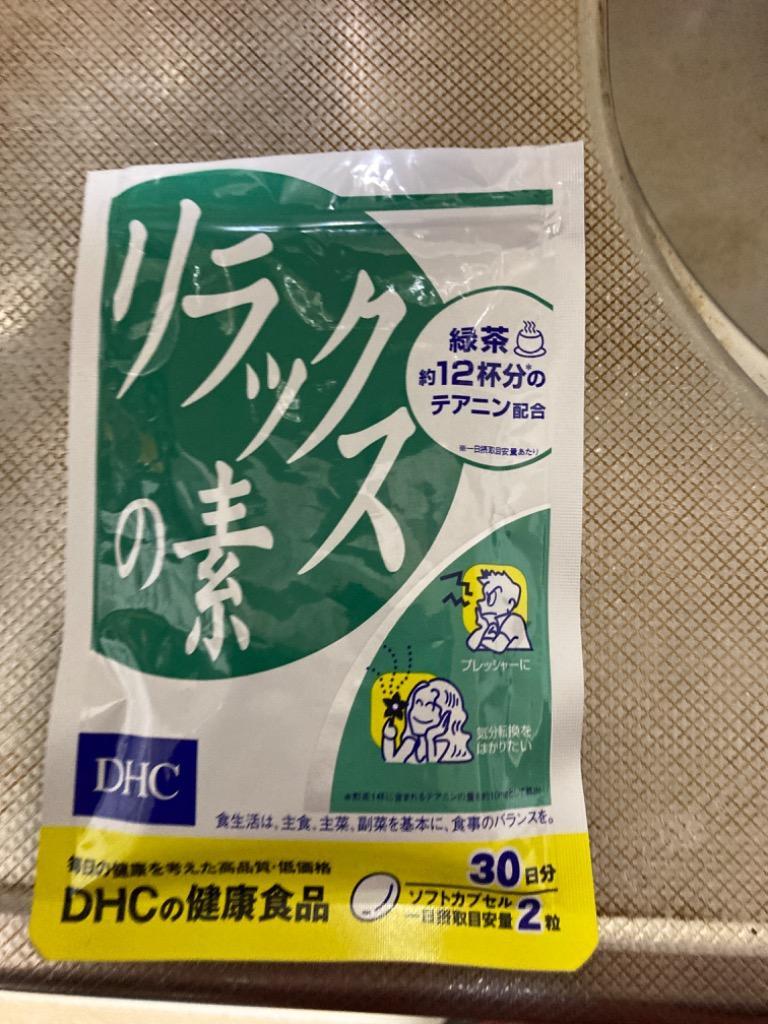 リラックス
の素
緑茶
約12杯分*の
テアニン配合
※一日摂取目安量あたり
プレッシャーに
気分転換を
はかりたい
DHC
食生活は、主食、主菜、副菜を基本に、食事のバランスを。
毎日の健康を考えた高品質・低価格
DHCの健康食品
30日分
ソフトカプセル
一日摂取目安量2粒